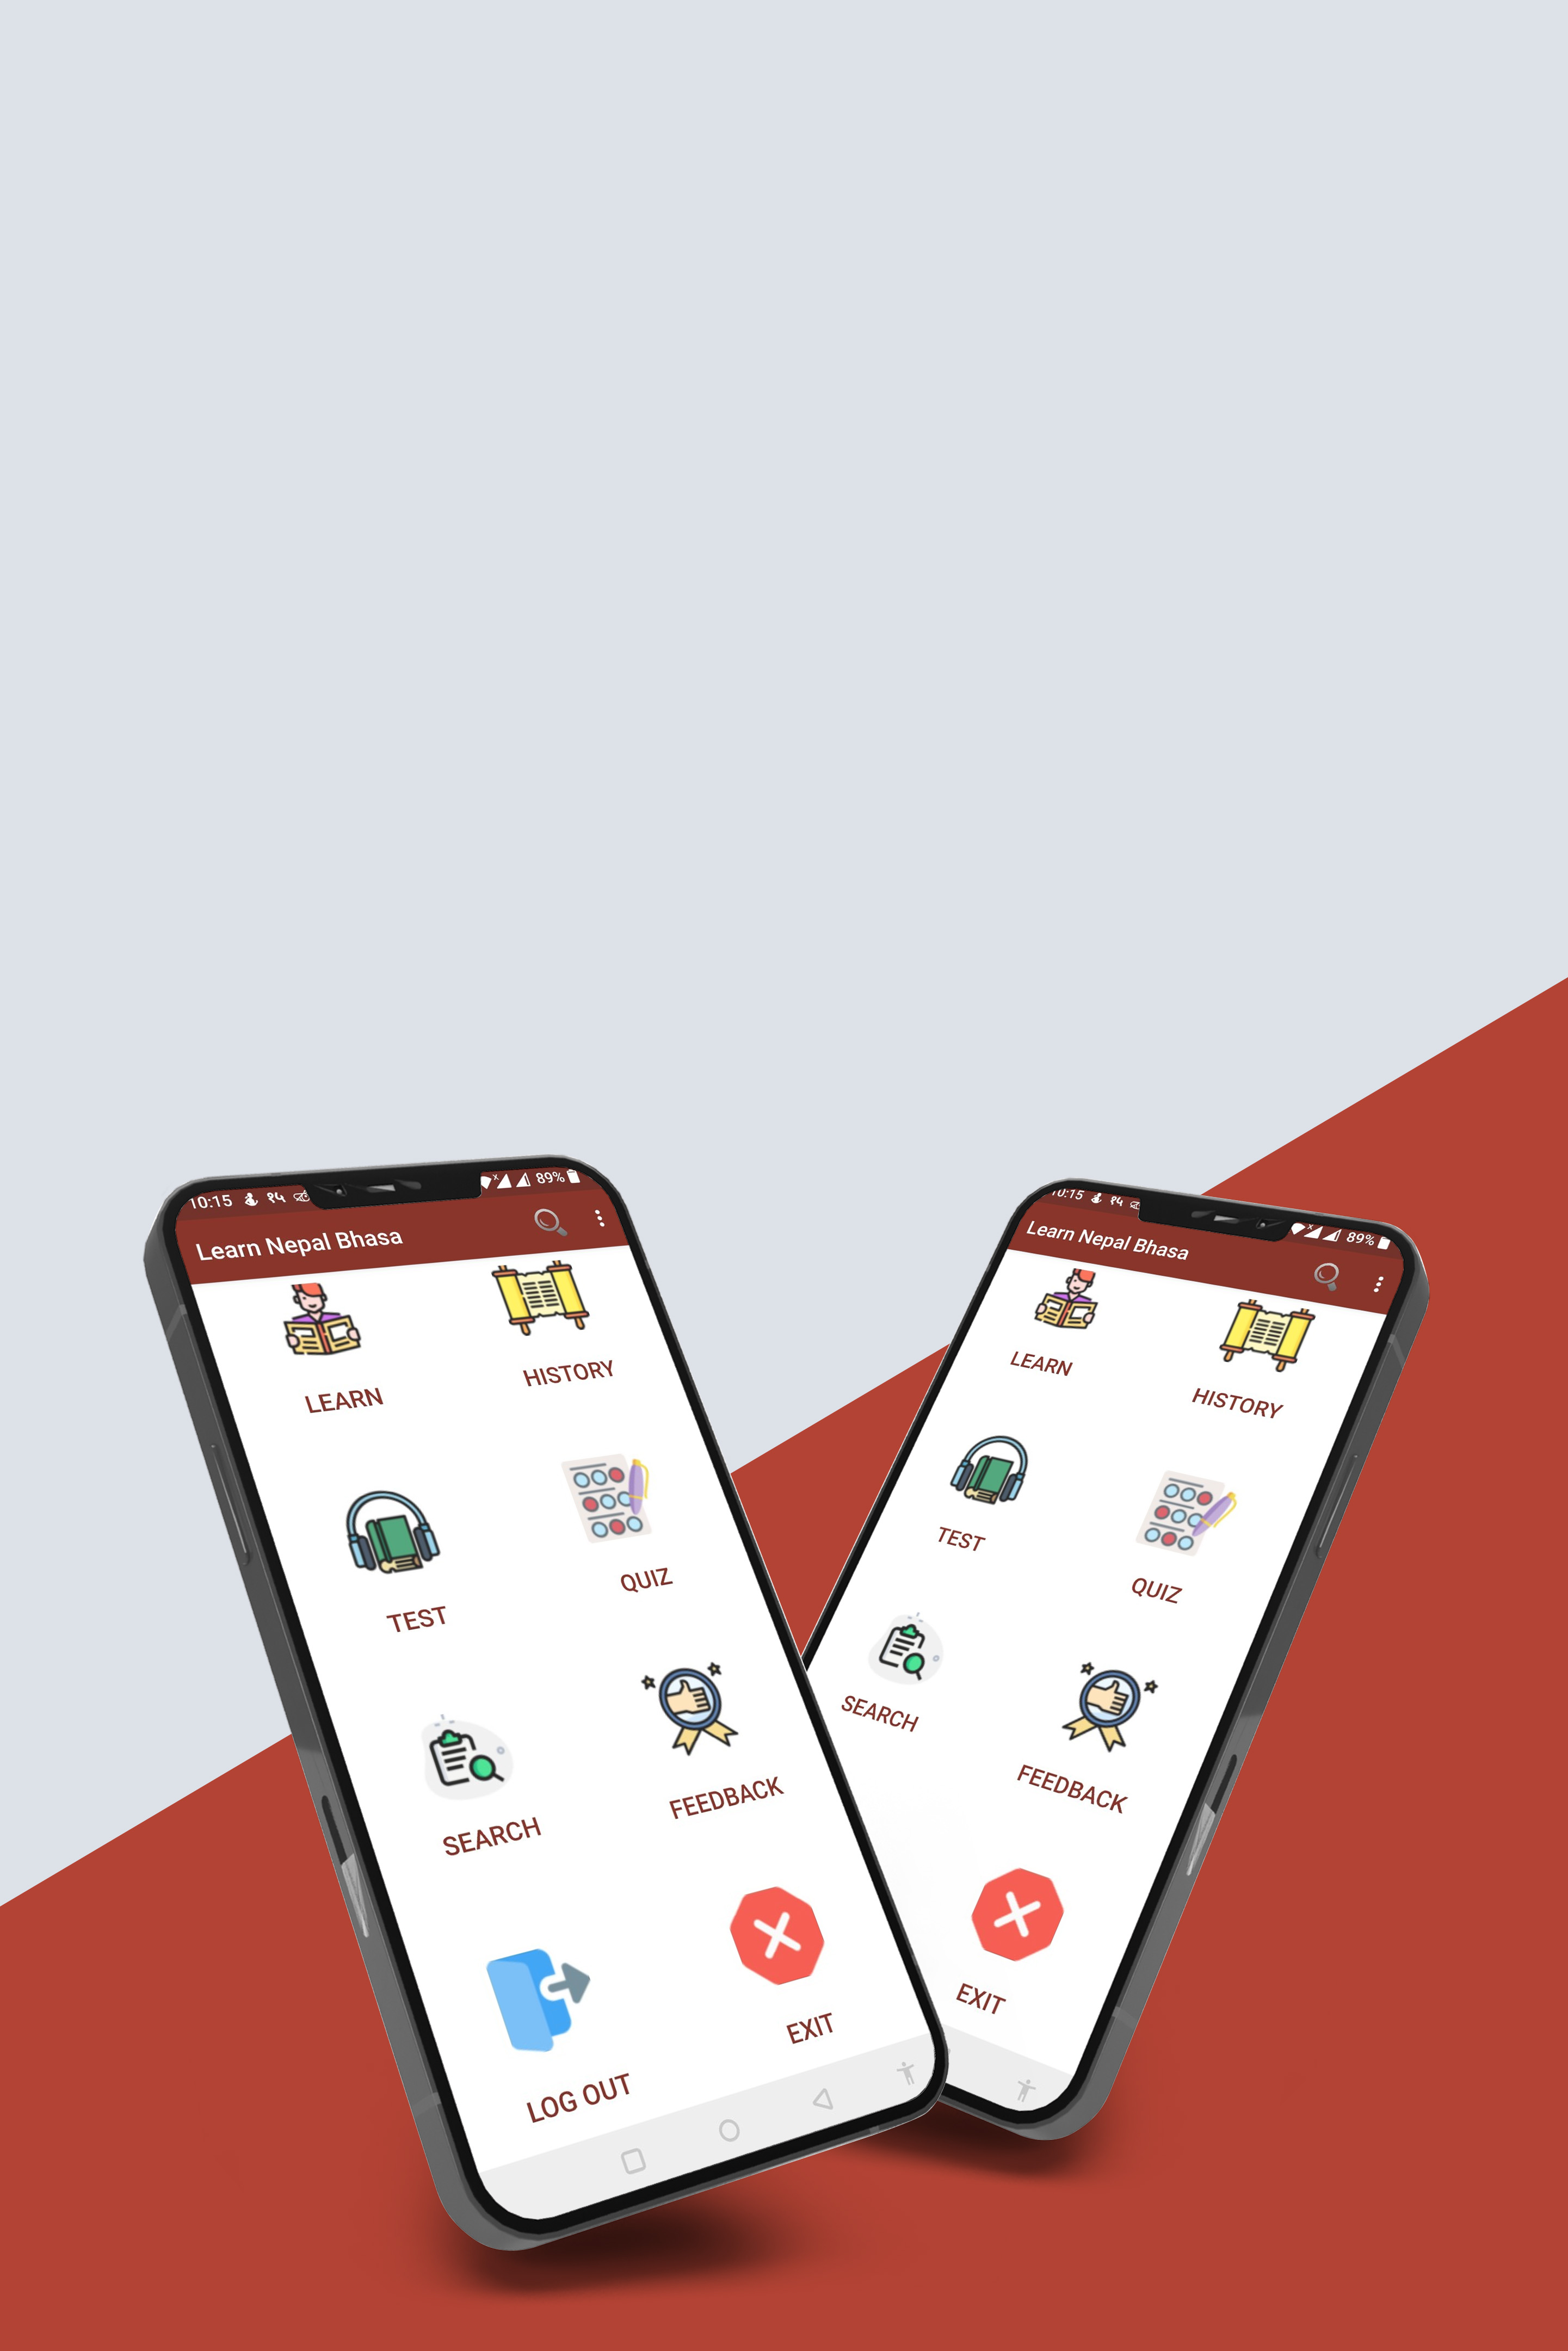 10:15 १५ 89%
Learn Nepal Bhasa
LEARN
HISTORY
TEST
QUIZ
SEARCH
FEEDBACK
LOG OUT
EXIT
10:15 १५ 89%
Learn Nepal Bhasa
LEARN
HISTORY
TEST
QUIZ
SEARCH
FEEDBACK
EXIT